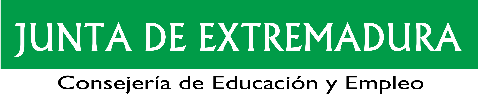 JUNTA DE EXTREMADURA
Consejería de Educación y Empleo